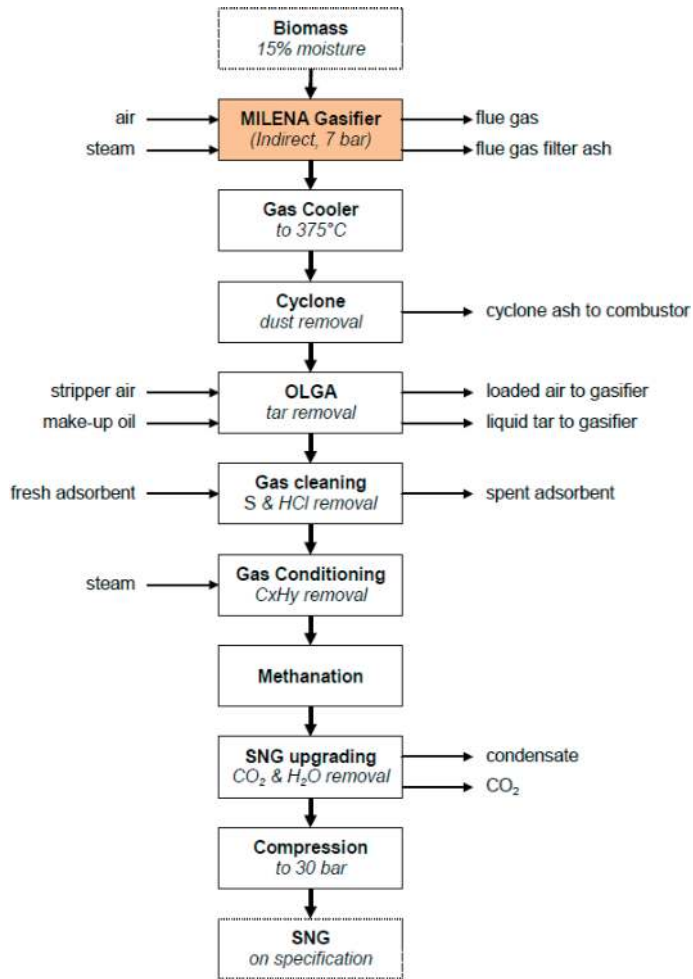 Biomass
15% moisture
air
MILENA Gasifier
flue gas
steam
(Indirect, 7 bar)
flue gas filter ash
Gas Cooler
to 375°C
Cyclone
dust removal
cyclone ash to combustor
stripper air
OLGA
loaded air to gasifier
make-up oil
tar removal
liquid tar to gasifier
fresh adsorbent
Gas cleaning
S & HCl removal
spent adsorbent
steam
Gas Conditioning
CxHy removal
Methanation
SNG upgrading
CO₂ & H₂O removal
condensate
CO₂
Compression
to 30 bar
SNG
on specification